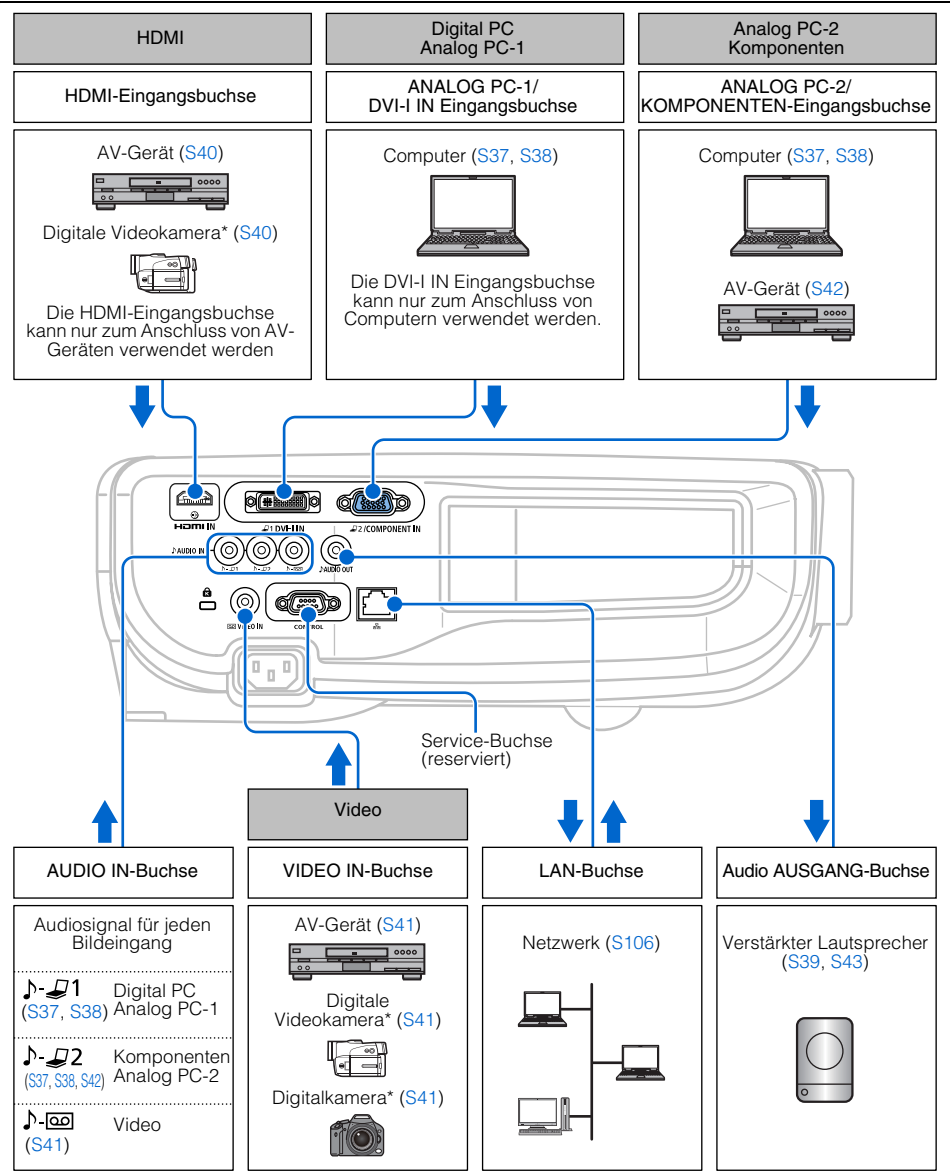 HDMI
HDMI-Eingangsbuchse
AV-Gerät (S40)
Digitale Videokamera* (S40)
Die HDMI-Eingangsbuchse
kann nur zum Anschluss von AV-
Geräten verwendet werden
Digital PC
Analog PC-1
ANALOG PC-1/
DVI-I IN Eingangsbuchse
Computer (S37, S38)
Die DVI-I IN Eingangsbuchse
kann nur zum Anschluss von
Computern verwendet werden.
Analog PC-2
Komponenten
ANALOG PC-2/
KOMPONENTEN-Eingangsbuchse
Computer (S37, S38)
AV-Gerät (S42)
HDMI IN
1 DVI-I IN
2 / COMPONENT IN
♪ AUDIO IN
♪-1
♪-2
♪ AUDIO OUT
VIDEO IN
CONTROL
Service-Buchse
(reserviert)
AUDIO IN-Buchse
Audiosignal für jeden
Bildeingang
♪-1 Digital PC
(S37, S38) Analog PC-1
♪-2 Komponenten
(S37, S38, S42) Analog PC-2
♪- Video
(S41)
Video
VIDEO IN-Buchse
AV-Gerät (S41)
Digitale
Videokamera* (S41)
Digitalkamera* (S41)
LAN-Buchse
Netzwerk (S106)
Audio AUSGANG-Buchse
Verstärkter Lautsprecher
(S39, S43)